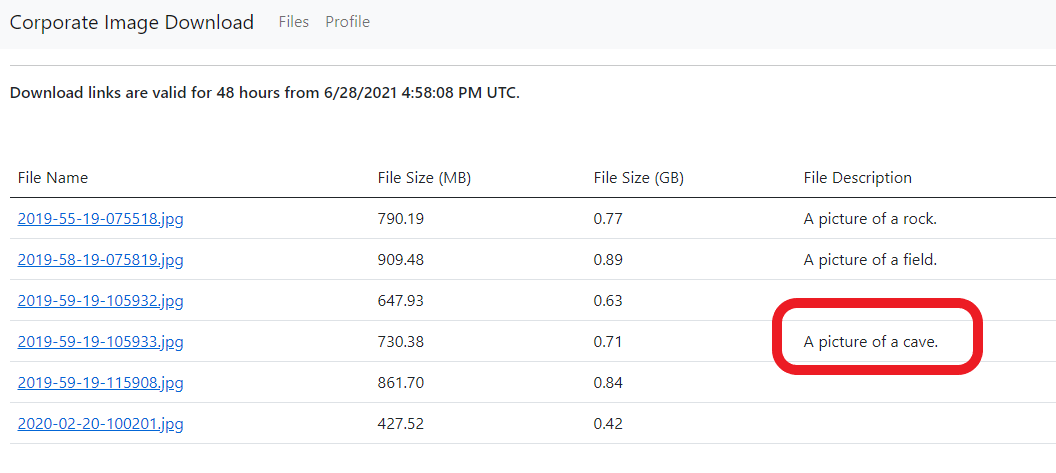 Corporate Image Download Files Profile
Download links are valid for 48 hours from 6/28/2021 4:58:08 PM UTC.
File Name File Size (MB) File Size (GB) File Description
2019-55-19-075518.jpg 790.19 0.77 A picture of a rock.
2019-58-19-075819.jpg 909.48 0.89 A picture of a field.
2019-59-19-105932.jpg 647.93 0.63
2019-59-19-105933.jpg 730.38 0.71 A picture of a cave.
2019-59-19-115908.jpg 861.70 0.84
2020-02-20-100201.jpg 427.52 0.42